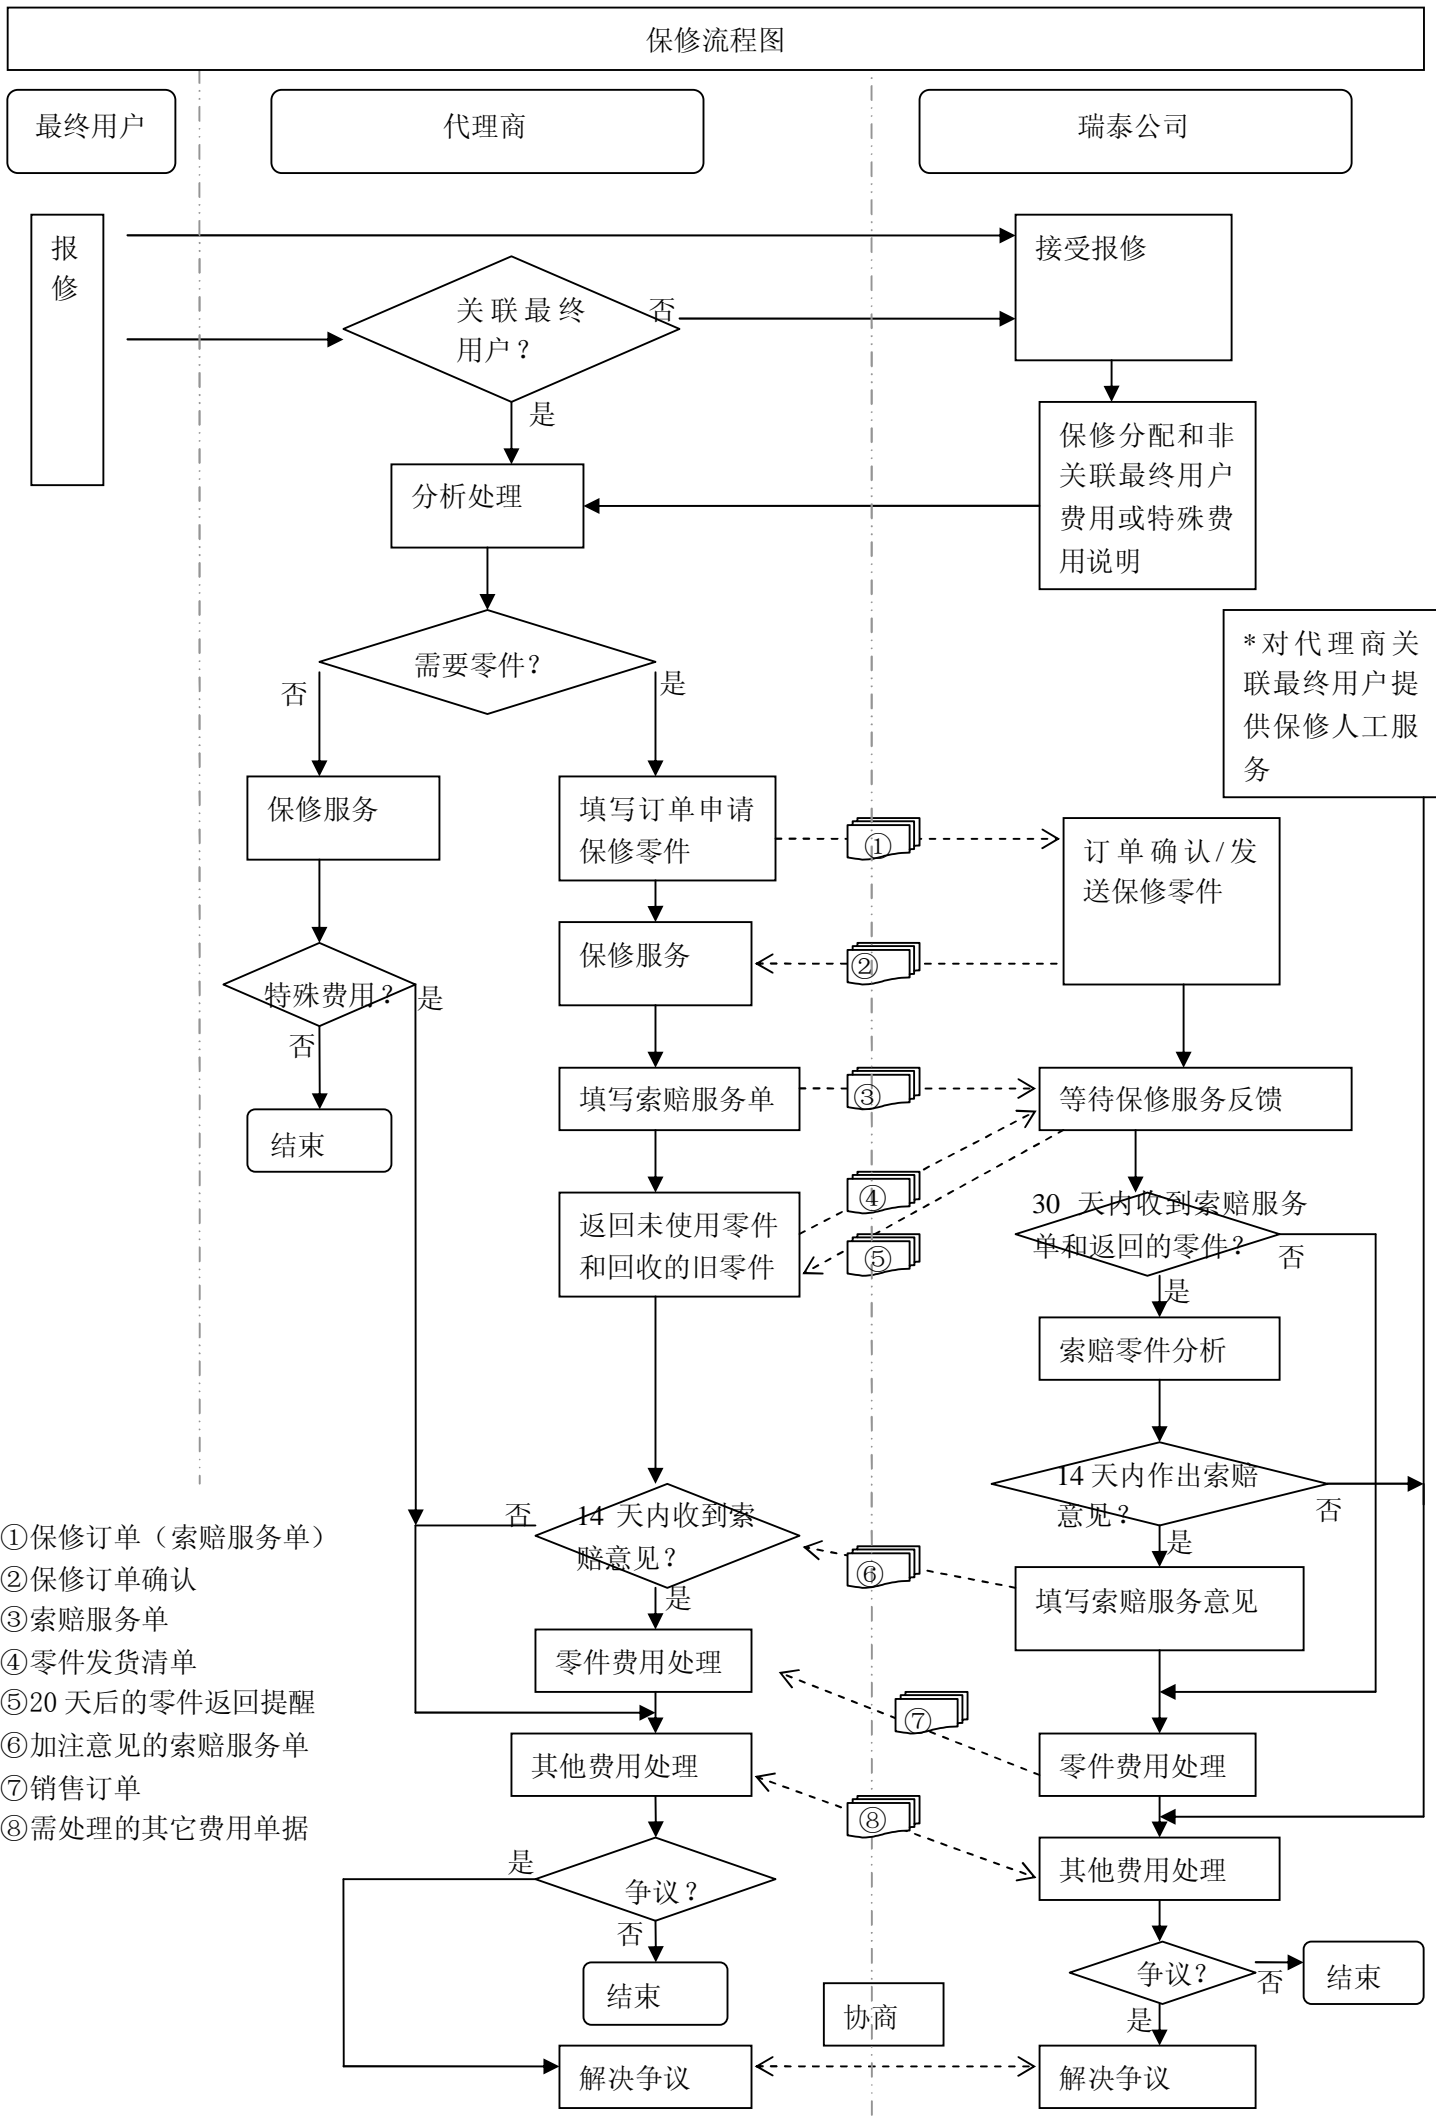 保修流程图
最终用户
代理商
瑞泰公司
报
修
接受报修
关联最终
用户？
否
是
保修分配和非
关联最终用户
费用或特殊费
用说明
分析处理
需要零件？
否
是
*对代理商关
联最终用户提
供保修人工服
务
保修服务
填写订单申请
保修零件
①
订单确认/发
送保修零件
保修服务
②
特殊费用？
是
否
填写索赔服务单
③
等待保修服务反馈
结束
返回未使用零件
和回收的旧零件
④
⑤
30 天内收到索赔服务
单和返回的零件？
否
是
索赔零件分析
14 天内作出索赔
意见？
否
是
否
14 天内收到索
赔意见？
是
⑥
填写索赔服务意见
①保修订单（索赔服务单）
②保修订单确认
③索赔服务单
④零件发货清单
⑤20 天后的零件返回提醒
⑥加注意见的索赔服务单
⑦销售订单
⑧需处理的其它费用单据
零件费用处理
⑦
零件费用处理
其他费用处理
⑧
其他费用处理
是
争议？
否
结束
争议？
否
结束
是
协商
解决争议
解决争议